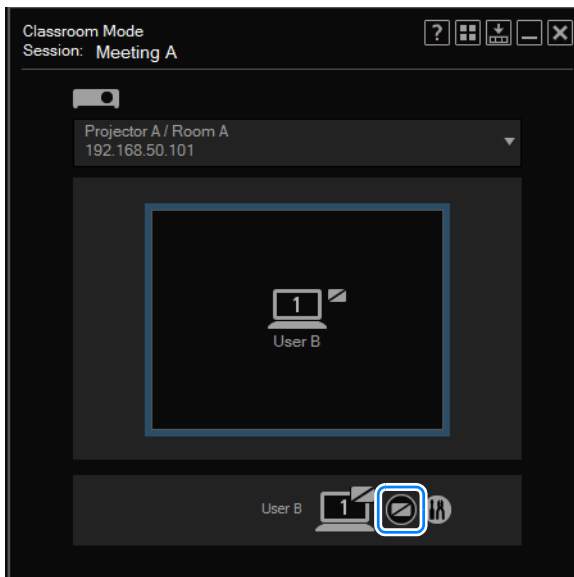 Classroom Mode
Session: Meeting A
?
Projector A / Room A
192.168.50.101
1
User B
User B
1